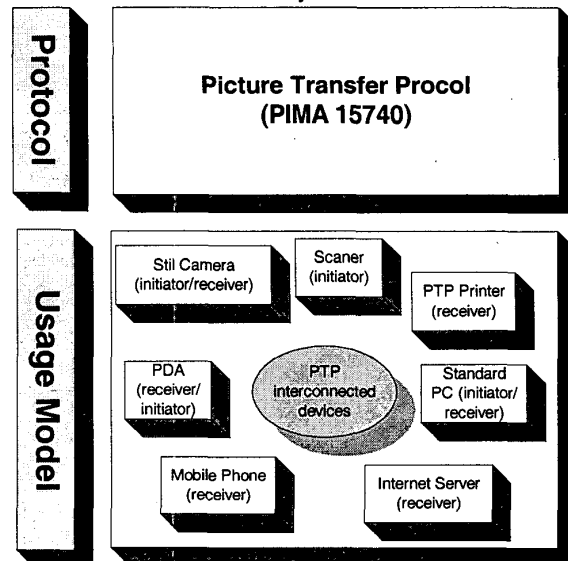 Protocol
Picture Transfer Procol
(PIMA 15740)
Usage Model
Stil Camera
(initiator/receiver)
Scaner
(initiator)
PTP Printer
(receiver)
PDA
(receiver/
initiator)
PTP
interconnected
devices
Standard
PC (initiator/
receiver)
Mobile Phone
(receiver)
Internet Server
(receiver)